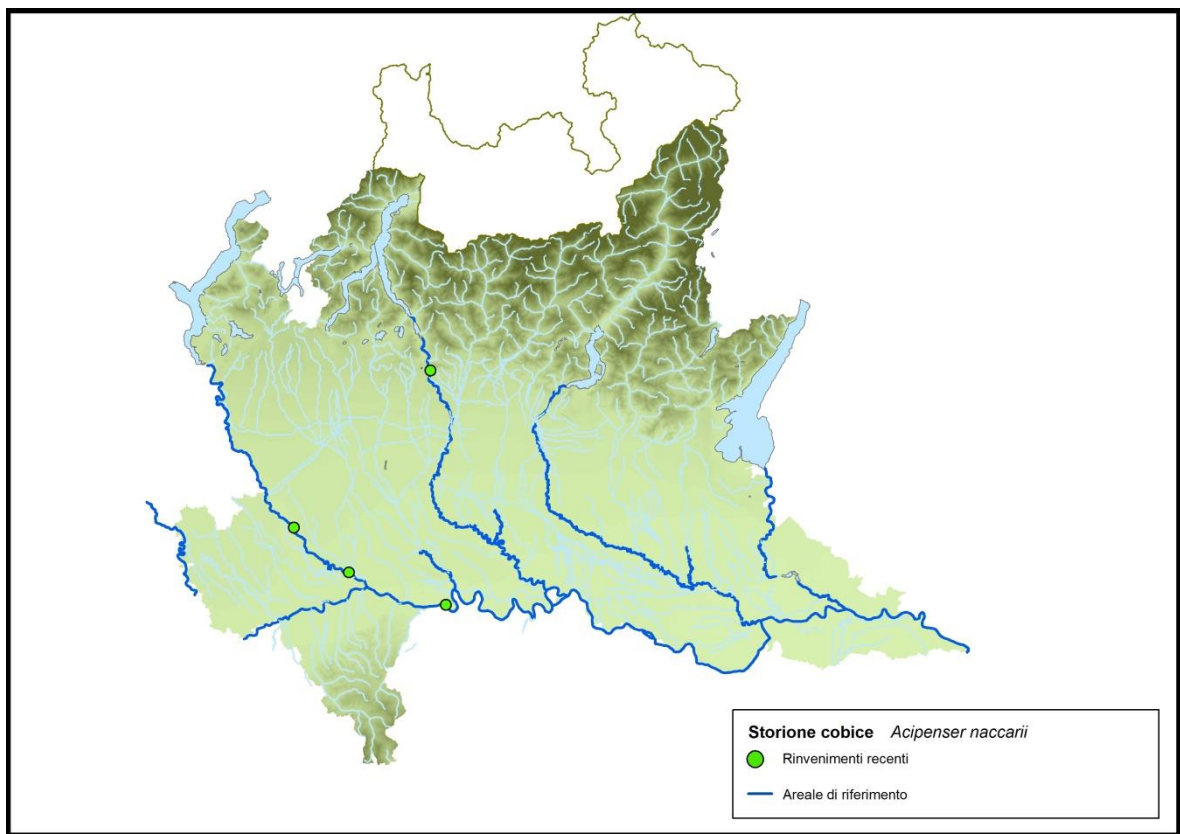 Storione cobice Acipenser naccarii
Rinvenimenti recenti
Areale di riferimento